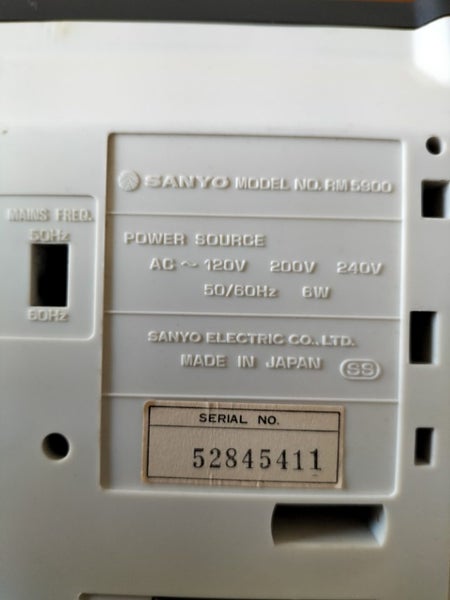 SANYO MODEL NO. RM 5900
MAINS FREQ.
50Hz
60Hz
POWER SOURCE
AC ~ 120V 200V 240V
50/60Hz 6W
SANYO ELECTRIC CO., LTD.
MADE IN JAPAN SS
SERIAL NO.
52845411